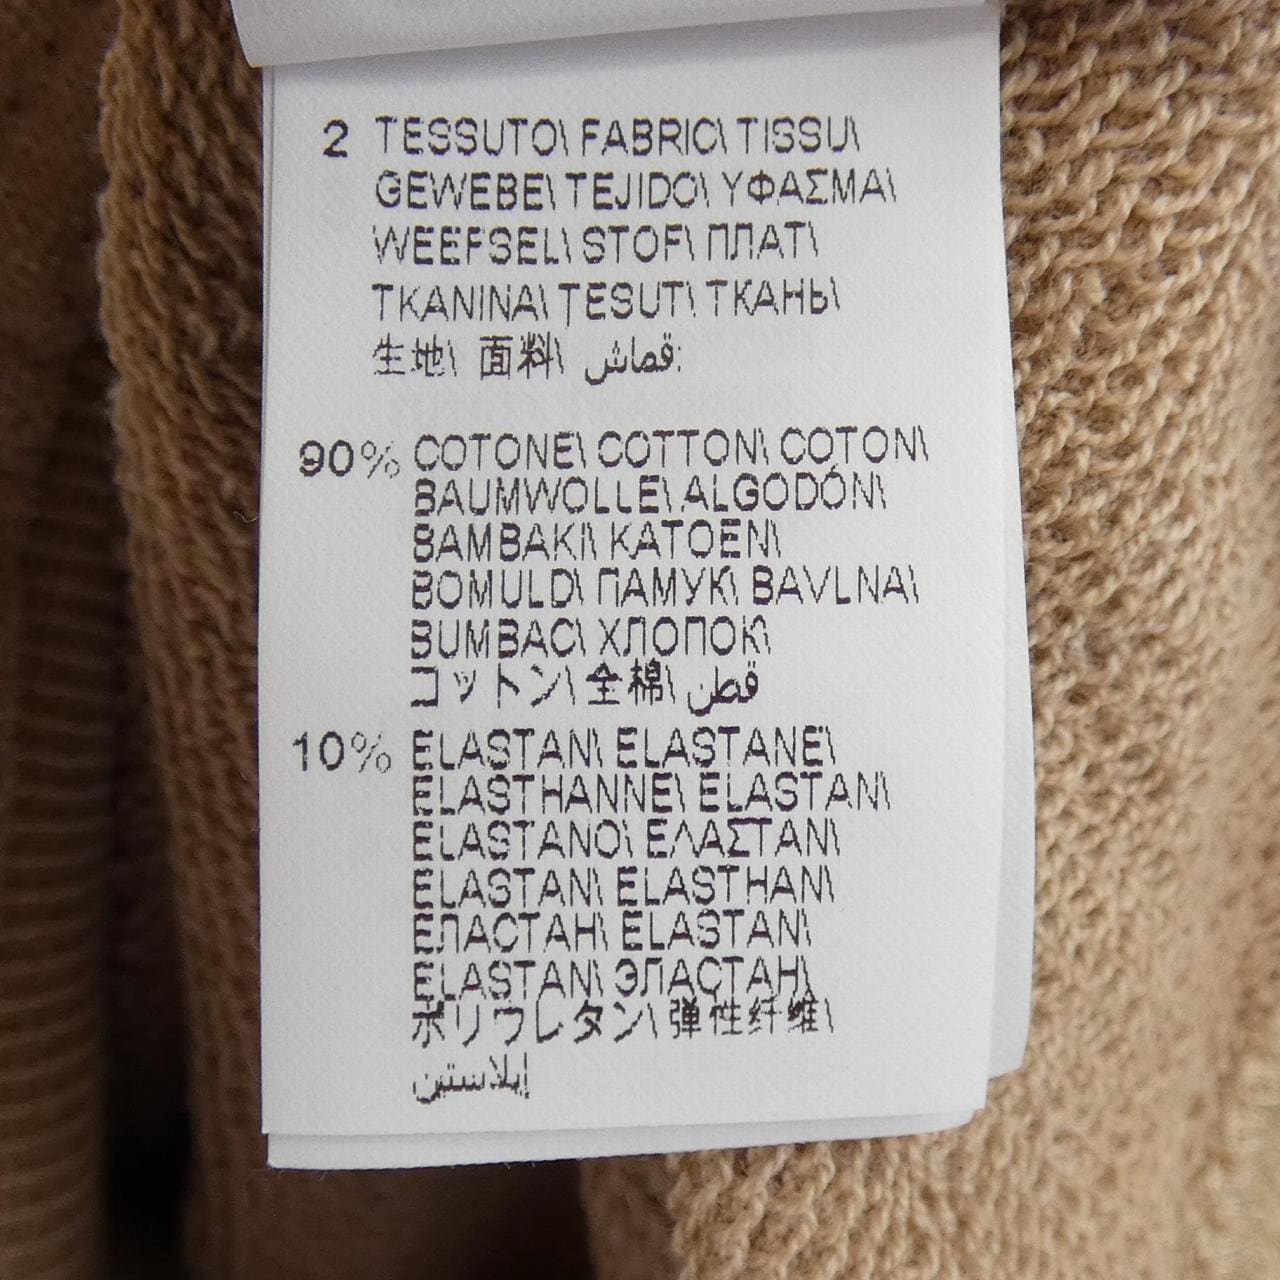 2 TESSUTO\ FABRIC\ TISSU\
GEWEBE\ TEJIDO\ ΥΦΑΣΜΑ\
WEEFSEL\ STOF\ ПЛАТ\
TKANINA\ ȚESUT\ ТКАНЬ\
生地\ 面料\ قماش:
90% COTONE\ COTTON\ COTON\
BAUMWOLLE\ ALGODÓN\
BAMBAKI\ KATOEN\
BOMULD\ ПАМУК\ BAVLNA\
BUMBAC\ ХЛОПОК\
コットン\ 全棉\ قطن
10% ELASTAN\ ELASTANE\
ELASTHANNE\ ELASTAN\
ELASTANO\ ΕΛΑΣΤΑΝ\
ELASTAN\ ELASTHAN\
ЕЛАСТАН\ ELASTAN\
ELASTAN\ ЭЛАСТАН\
ポリウレタン\ 弹性纤维\
إيلاستين